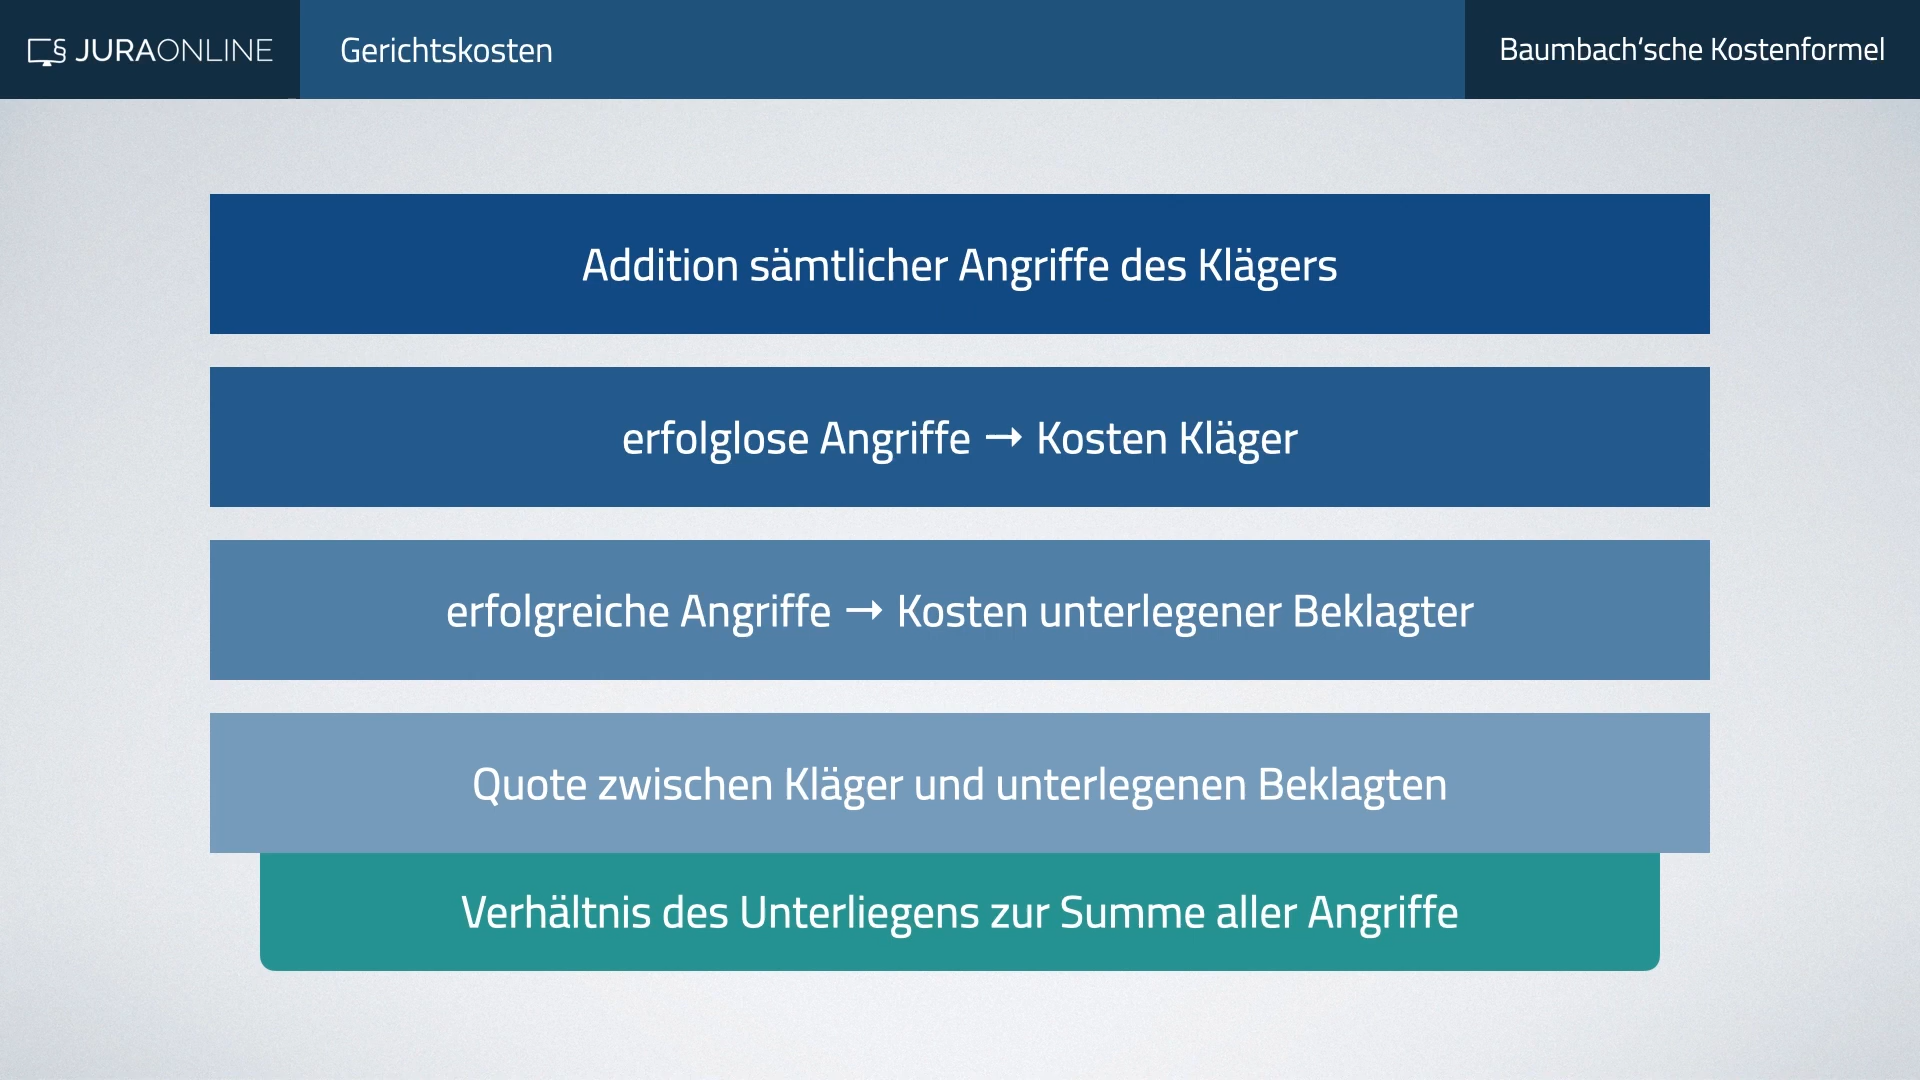 JURAONLINE
Gerichtskosten
Baumbach‘sche Kostenformel
Addition sämtlicher Angriffe des Klägers
erfolglose Angriffe → Kosten Kläger
erfolgreiche Angriffe → Kosten unterlegener Beklagter
Quote zwischen Kläger und unterlegenen Beklagten
Verhältnis des Unterliegens zur Summe aller Angriffe